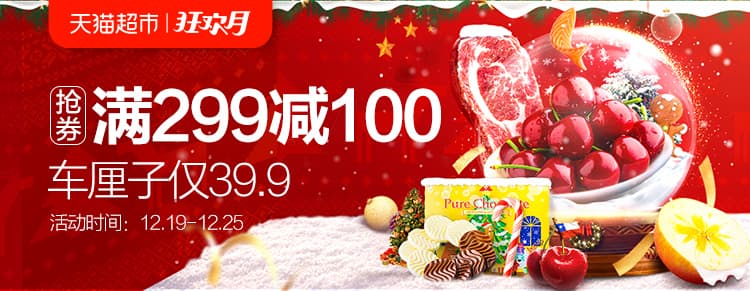 天猫超市 | 狂欢月
抢券 满299减100
车厘子仅39.9
活动时间：12.19-12.25
Pure Chocolate